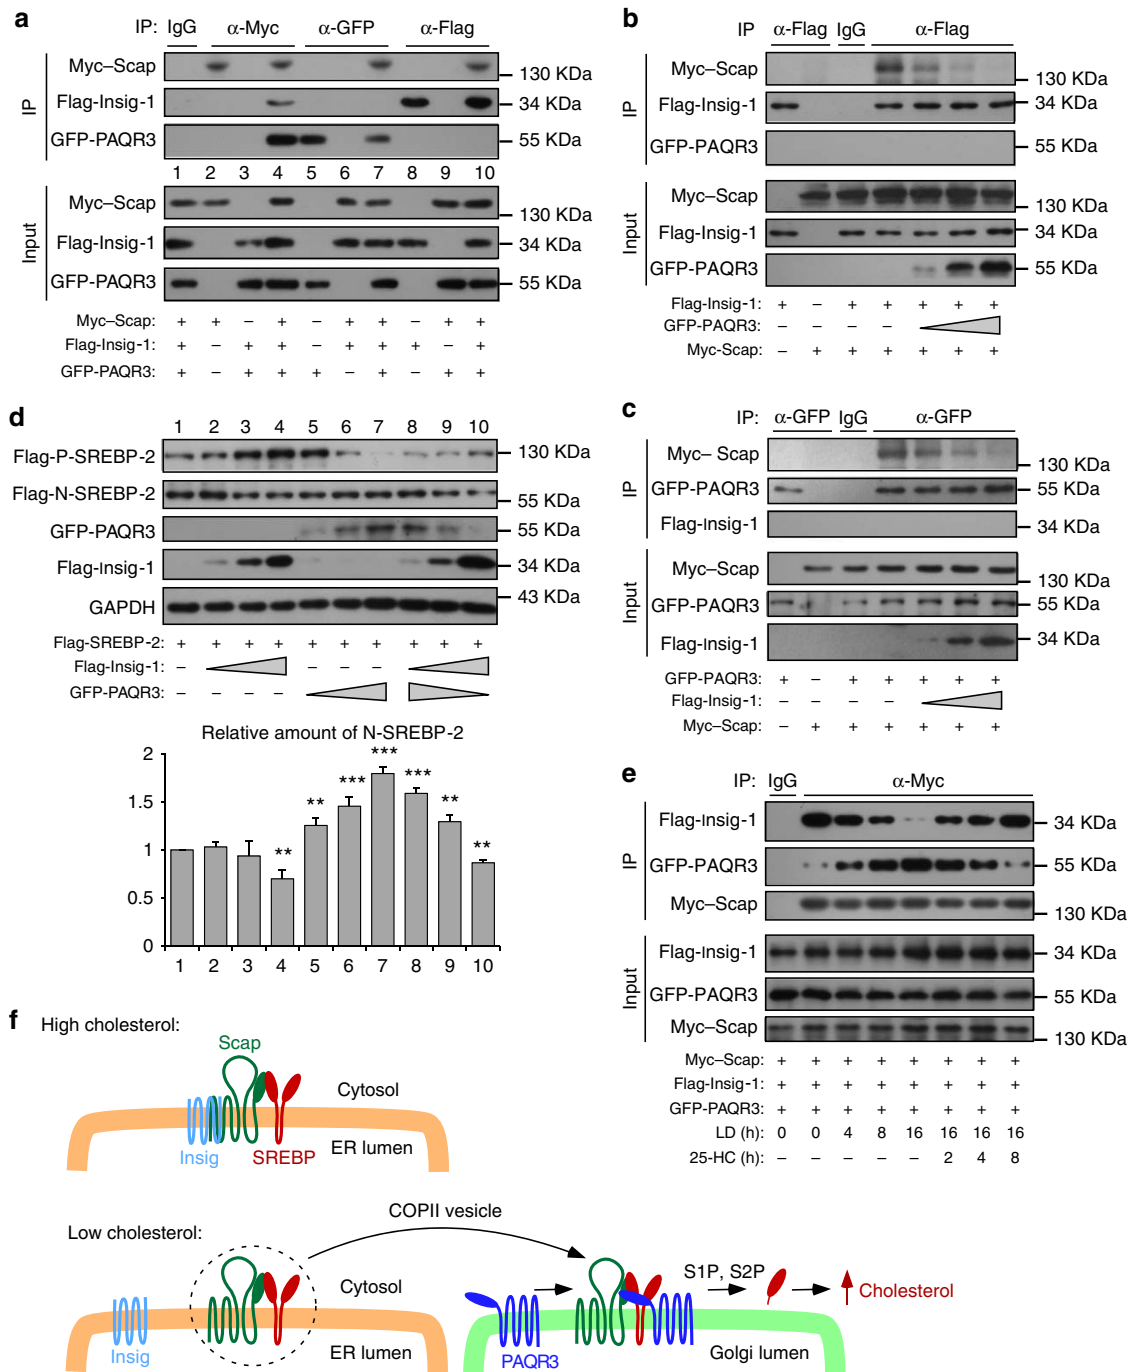 a
IP: IgG α-Myc α-GFP α-Flag
IP
Myc–Scap 130 KDa
Flag-Insig-1 34 KDa
GFP-PAQR3 55 KDa
1 2 3 4 5 6 7 8 9 10
Input
Myc–Scap 130 KDa
Flag-Insig-1 34 KDa
GFP-PAQR3 55 KDa
Myc–Scap: + + – + – + + – + +
Flag-Insig-1: + – + + – + + + – +
GFP-PAQR3: + – + + + – + – + +
b
IP α-Flag IgG α-Flag
IP
Myc–Scap 130 KDa
Flag-Insig-1 34 KDa
GFP-PAQR3 55 KDa
Input
Myc–Scap 130 KDa
Flag-Insig-1 34 KDa
GFP-PAQR3 55 KDa
Flag-Insig-1: + – + + + + +
GFP-PAQR3: – – – –
Myc-Scap: – + + + + + +
c
IP: α-GFP IgG α-GFP
IP
Myc– Scap 130 KDa
GFP-PAQR3 55 KDa
Flag-Insig-1 34 KDa
Input
Myc–Scap 130 KDa
GFP-PAQR3 55 KDa
Flag-Insig-1 34 KDa
GFP-PAQR3: + – + + + + +
Flag-Insig-1: – – – –
Myc–Scap: – + + + + + +
d
1 2 3 4 5 6 7 8 9 10
Flag-P-SREBP-2 130 KDa
Flag-N-SREBP-2 55 KDa
GFP-PAQR3 55 KDa
Flag-Insig-1 34 KDa
GAPDH 43 KDa
Flag-SREBP-2: + + + + + + + + + +
Flag-Insig-1: – – – –
GFP-PAQR3: – – – –
Relative amount of N-SREBP-2
2
1.5
1
0.5
0
** ** *** *** *** ** **
1 2 3 4 5 6 7 8 9 10
e
IP: IgG α-Myc
IP
Flag-Insig-1 34 KDa
GFP-PAQR3 55 KDa
Myc–Scap 130 KDa
Input
Flag-Insig-1 34 KDa
GFP-PAQR3 55 KDa
Myc–Scap 130 KDa
Myc–Scap: + + + + + + + +
Flag-Insig-1: + + + + + + + +
GFP-PAQR3: + + + + + + + +
LD (h): 0 0 4 8 16 16 16 16
25-HC (h): – – – – – 2 4 8
f
High cholesterol:
Scap
Cytosol
Insig SREBP ER lumen
Low cholesterol:
COPII vesicle
Cytosol
S1P, S2P
Cholesterol
Insig
ER lumen
PAQR3
Golgi lumen